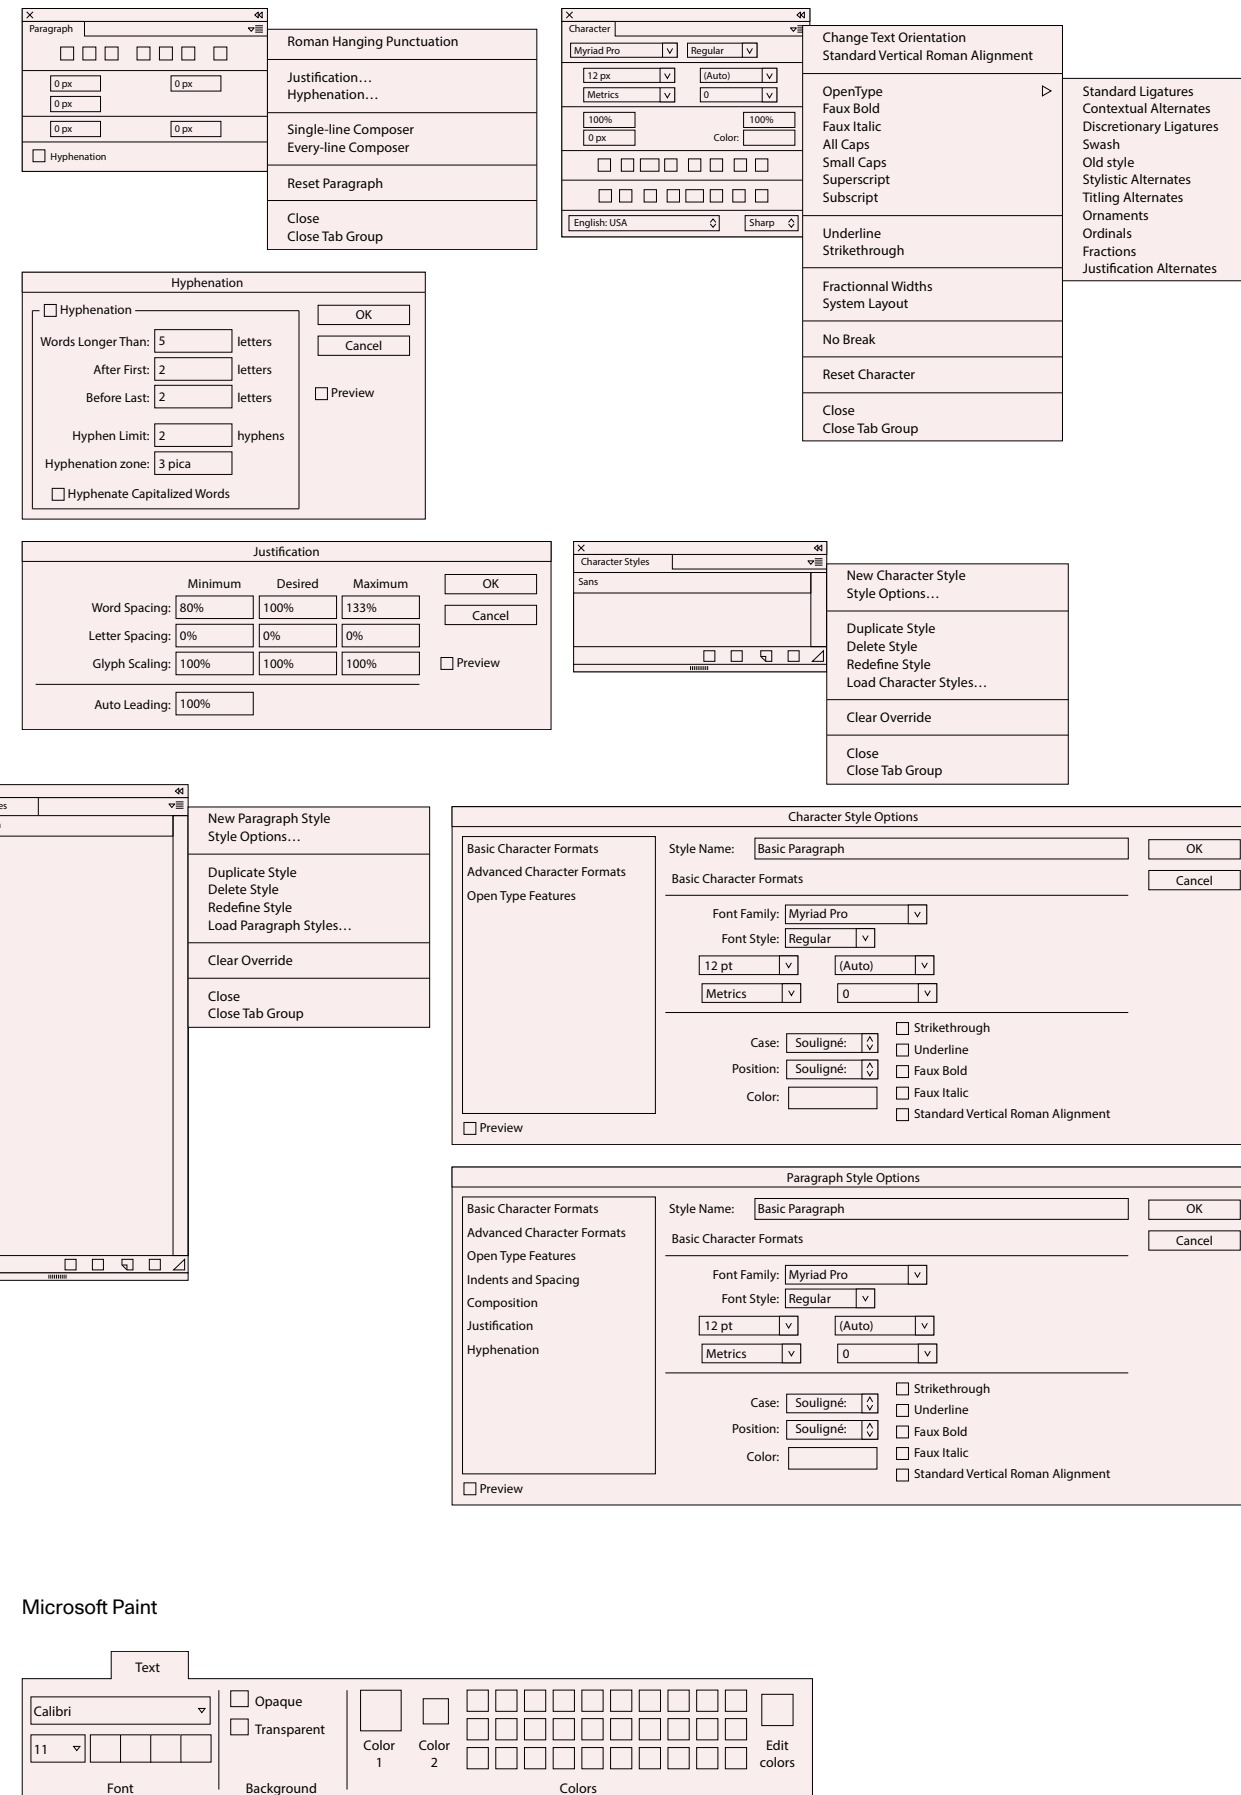 Paragraph
0 px
0 px
0 px
0 px
0 px
Hyphenation
Roman Hanging Punctuation
Justification…
Hyphenation…
Single-line Composer
Every-line Composer
Reset Paragraph
Close
Close Tab Group
Character
Myriad Pro
Regular
12 px
(Auto)
Metrics
0
100%
100%
0 px
Color:
English: USA
Sharp
Change Text Orientation
Standard Vertical Roman Alignment
OpenType
Faux Bold
Faux Italic
All Caps
Small Caps
Superscript
Subscript
Underline
Strikethrough
Fractionnal Widths
System Layout
No Break
Reset Character
Close
Close Tab Group
Standard Ligatures
Contextual Alternates
Discretionary Ligatures
Swash
Old style
Stylistic Alternates
Titling Alternates
Ornaments
Ordinals
Fractions
Justification Alternates
Hyphenation
Hyphenation
Words Longer Than: 5 letters
After First: 2 letters
Before Last: 2 letters
Hyphen Limit: 2 hyphens
Hyphenation zone: 3 pica
Hyphenate Capitalized Words
OK
Cancel
Preview
Justification
Minimum Desired Maximum
Word Spacing: 80% 100% 133%
Letter Spacing: 0% 0% 0%
Glyph Scaling: 100% 100% 100%
Auto Leading: 100%
OK
Cancel
Preview
Character Styles
Sans
New Character Style
Style Options…
Duplicate Style
Delete Style
Redefine Style
Load Character Styles…
Clear Override
Close
Close Tab Group
es
New Paragraph Style
Style Options…
Duplicate Style
Delete Style
Redefine Style
Load Paragraph Styles…
Clear Override
Close
Close Tab Group
Character Style Options
Basic Character Formats
Advanced Character Formats
Open Type Features
Preview
Style Name: Basic Paragraph
Basic Character Formats
Font Family: Myriad Pro
Font Style: Regular
12 pt (Auto)
Metrics 0
Case: Souligné:
Position: Souligné:
Color:
Strikethrough
Underline
Faux Bold
Faux Italic
Standard Vertical Roman Alignment
OK
Cancel
Paragraph Style Options
Basic Character Formats
Advanced Character Formats
Open Type Features
Indents and Spacing
Composition
Justification
Hyphenation
Preview
Style Name: Basic Paragraph
Basic Character Formats
Font Family: Myriad Pro
Font Style: Regular
12 pt (Auto)
Metrics 0
Case: Souligné:
Position: Souligné:
Color:
Strikethrough
Underline
Faux Bold
Faux Italic
Standard Vertical Roman Alignment
OK
Cancel
Microsoft Paint
Text
Calibri
11
Font
Opaque
Transparent
Background
Color
1
Color
2
Edit
colors
Colors